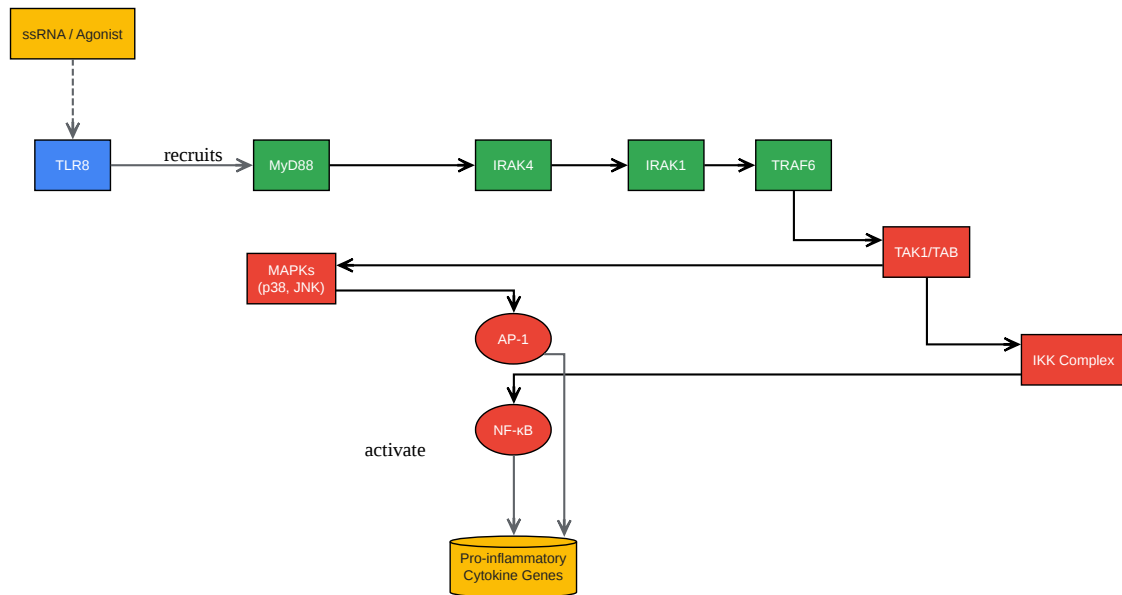 ssRNA / Agonist
TLR8
recruits
MyD88
IRAK4
IRAK1
TRAF6
TAK1/TAB
MAPKs
(p38, JNK)
AP-1
IKK Complex
NF-κB
activate
Pro-inflammatory
Cytokine Genes